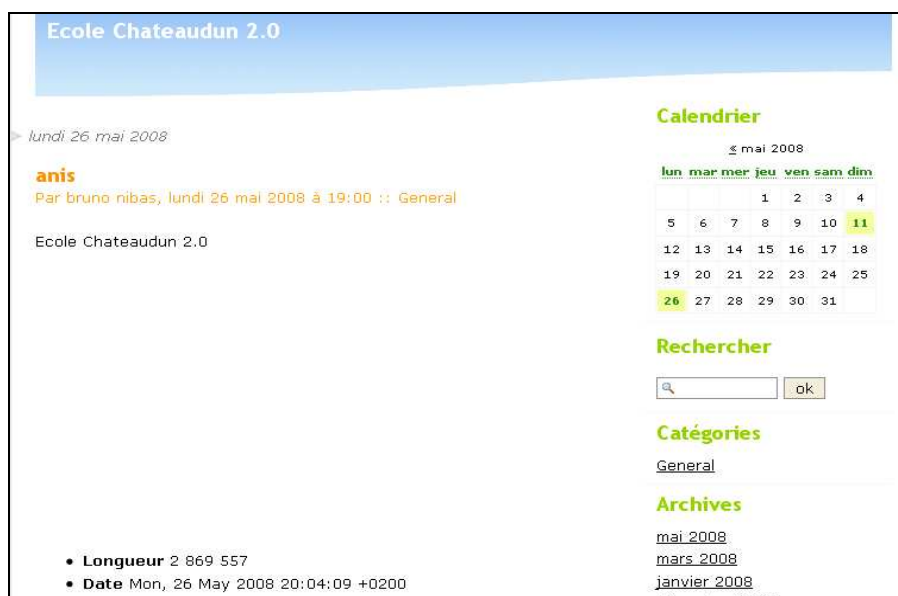 Ecole Chateaudun 2.0
lundi 26 mai 2008
anis
Par bruno nibas, lundi 26 mai 2008 à 19:00 :: General
Ecole Chateaudun 2.0
• Longueur 2 869 557
• Date Mon, 26 May 2008 20:04:09 +0200
Calendrier
« mai 2008
lun mar mer jeu ven sam dim
1 2 3 4
5 6 7 8 9 10 11
12 13 14 15 16 17 18
19 20 21 22 23 24 25
26 27 28 29 30 31
Rechercher
ok
Catégories
General
Archives
mai 2008
mars 2008
janvier 2008